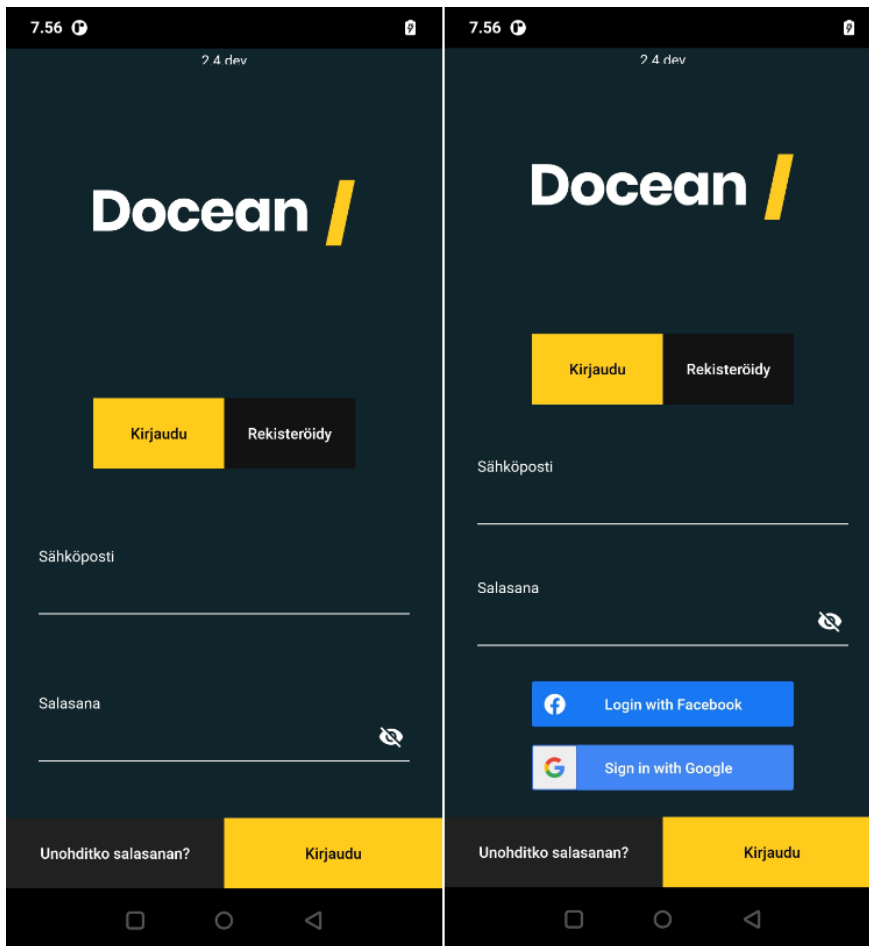 7.56
2.4 dev
Docean
Kirjaudu
Rekisteröidy
Sähköposti
Salasana
Unohditko salasanan?
Kirjaudu
7.56
2.4 dev
Docean
Kirjaudu
Rekisteröidy
Sähköposti
Salasana
Login with Facebook
Sign in with Google
Unohditko salasanan?
Kirjaudu